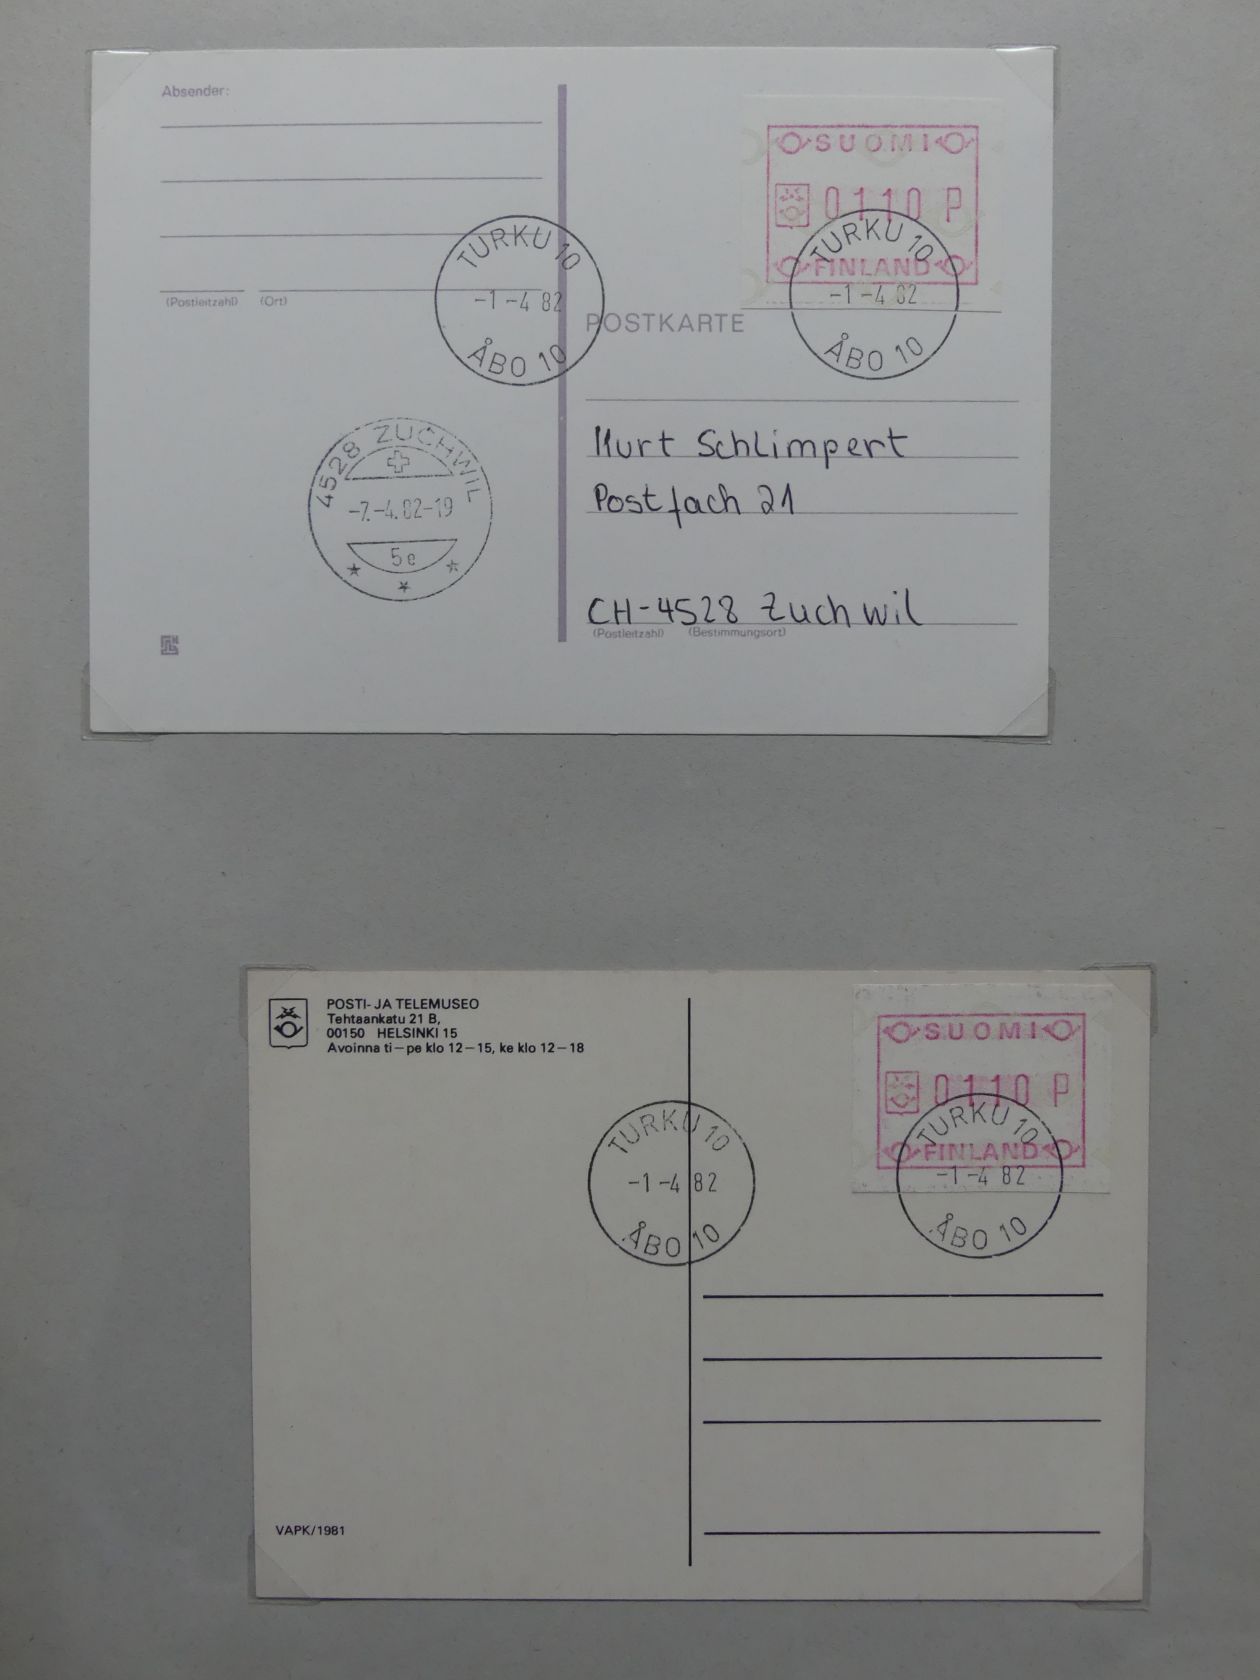 Absender:
(Postleitzahl) (Ort)
SUOMI
0110 P
FINLAND
TURKU 10
-1-4 82
ÅBO 10
TURKU 10
-1-4 82
ÅBO 10
POSTKARTE
4528 ZUCHWIL
-7.-4.82-19
5e
Kurt Schlimpert
Postfach 21
CH-4528 Zuchwil
(Postleitzahl) (Bestimmungsort)
POSTI- JA TELEMUSEO
Tehtaankatu 21 B,
00150 HELSINKI 15
Avoinna ti–pe klo 12–15, ke klo 12–18
SUOMI
0110 P
FINLAND
TURKU 10
-1-4 82
ÅBO 10
TURKU 10
-1-4 82
ÅBO 10
VAPK/1981